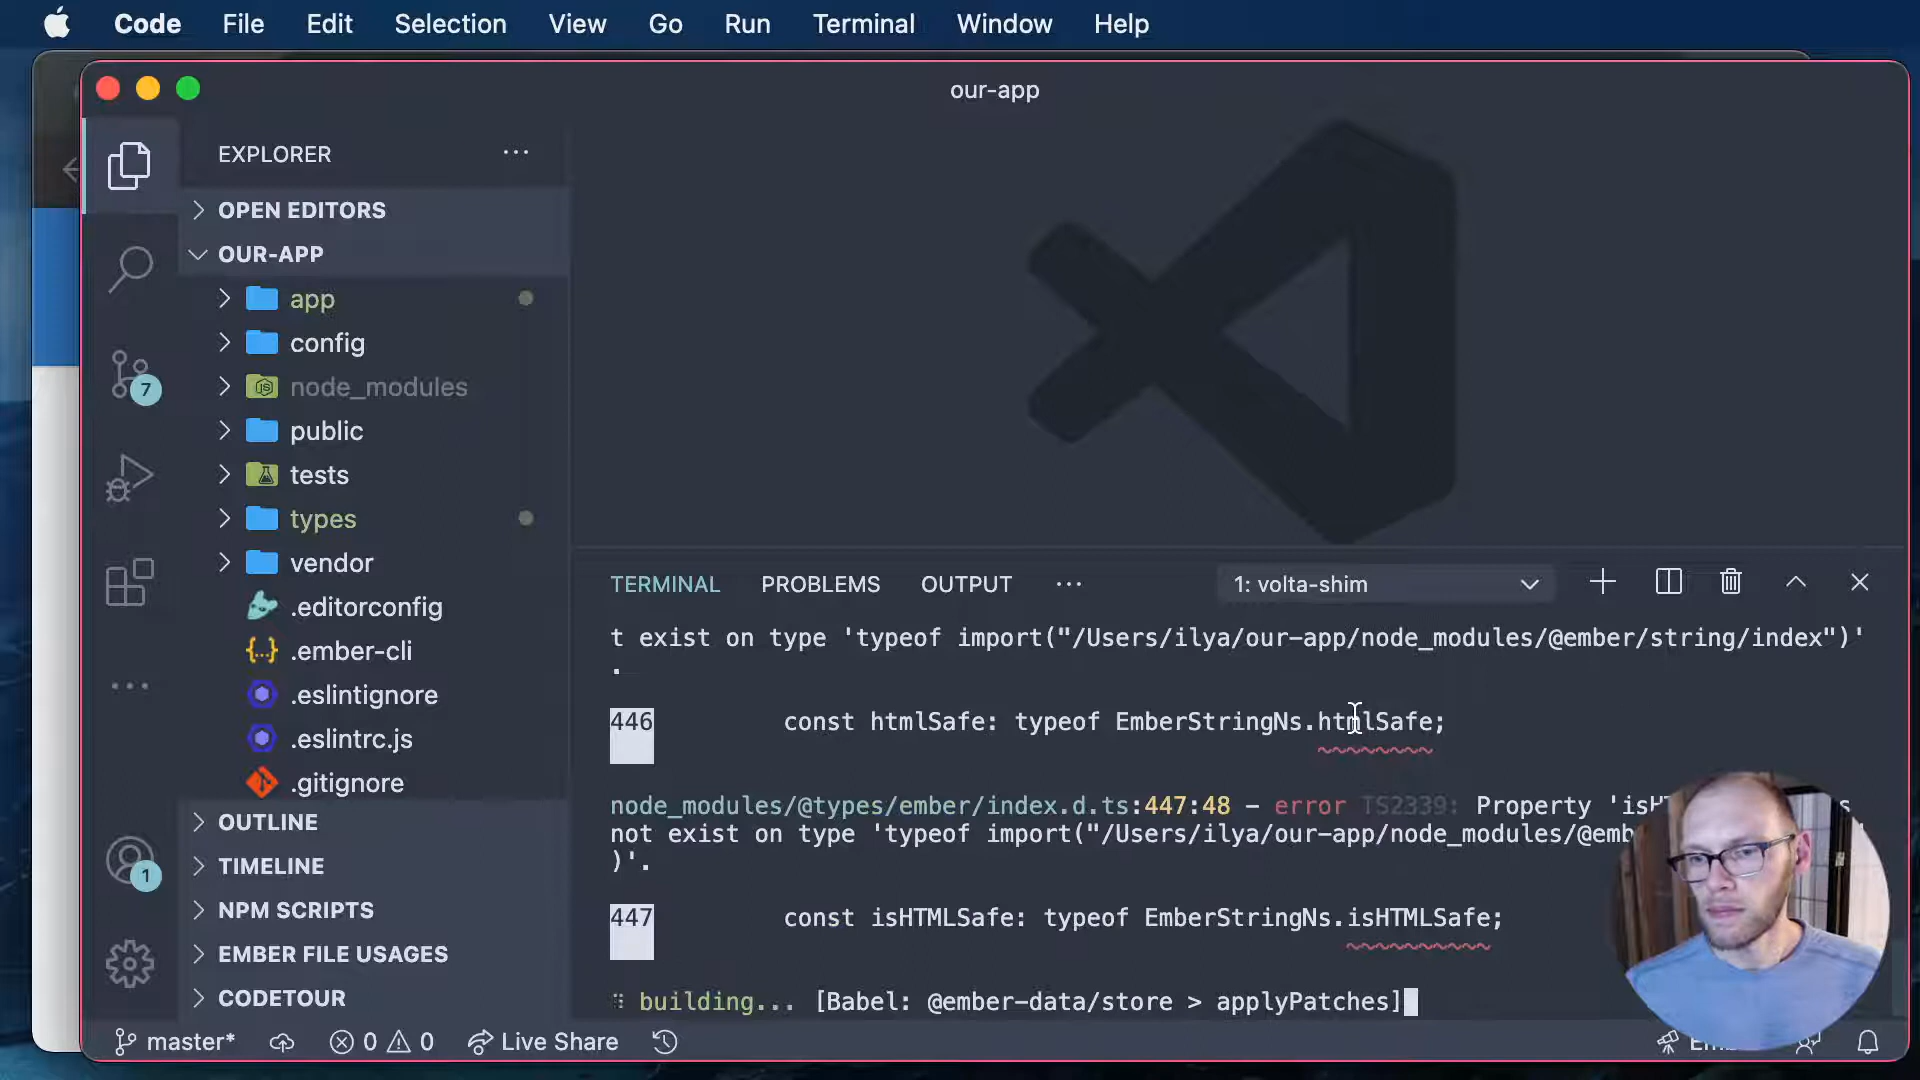 Code File Edit Selection View Go Run Terminal Window Help
our-app
EXPLORER
OPEN EDITORS
OUR-APP
app
config
node_modules
public
tests
types
vendor
.editorconfig
.ember-cli
.eslintignore
.eslintrc.js
.gitignore
OUTLINE
TIMELINE
NPM SCRIPTS
EMBER FILE USAGES
CODETOUR
7
1
TERMINAL PROBLEMS OUTPUT 1: volta-shim
t exist on type 'typeof import("/Users/ilya/our-app/node_modules/@ember/string/index")'
.
446 const htmlSafe: typeof EmberStringNs.htmlSafe;
node_modules/@types/ember/index.d.ts:447:48 - error TS2339: Property
not exist on type 'typeof import("/Users/ilya/our-app/node_modules/
)'.
447 const isHTMLSafe: typeof EmberStringNs.isHTMLSafe;
building... [Babel: @ember-data/store > applyPatches]
master* 0 0 Live Share